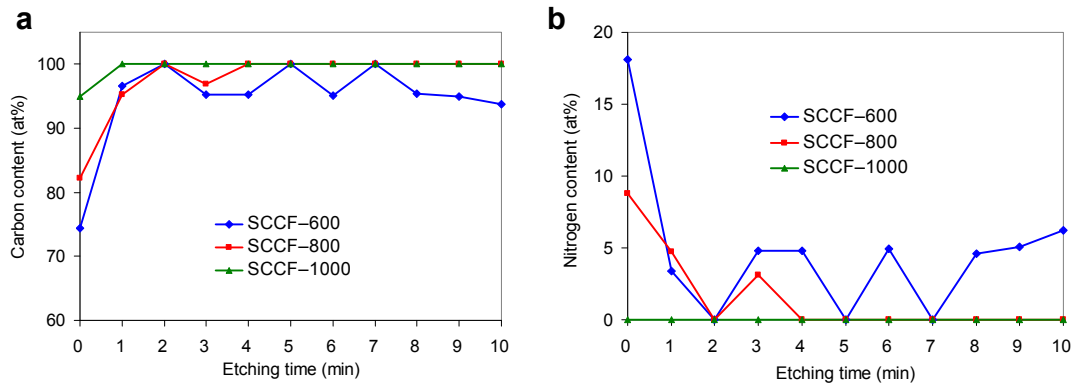 a
Carbon content (at%)
100
90
80
70
60
SCCF–600
SCCF–800
SCCF–1000
0 1 2 3 4 5 6 7 8 9 10
Etching time (min)
b
Nitrogen content (at%)
20
15
10
5
0
SCCF–600
SCCF–800
SCCF–1000
0 1 2 3 4 5 6 7 8 9 10
Etching time (min)